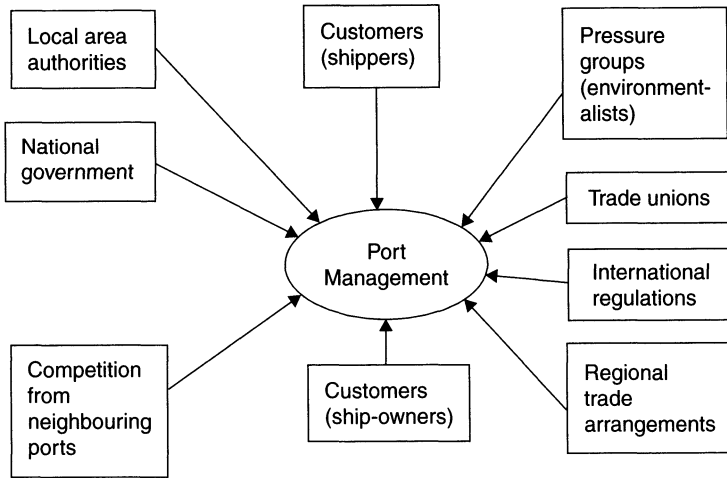 Local area
authorities
Customers
(shippers)
Pressure
groups
(environment-
alists)
National
government
Trade unions
Port
Management
International
regulations
Competition
from
neighbouring
ports
Customers
(ship-owners)
Regional
trade
arrangements